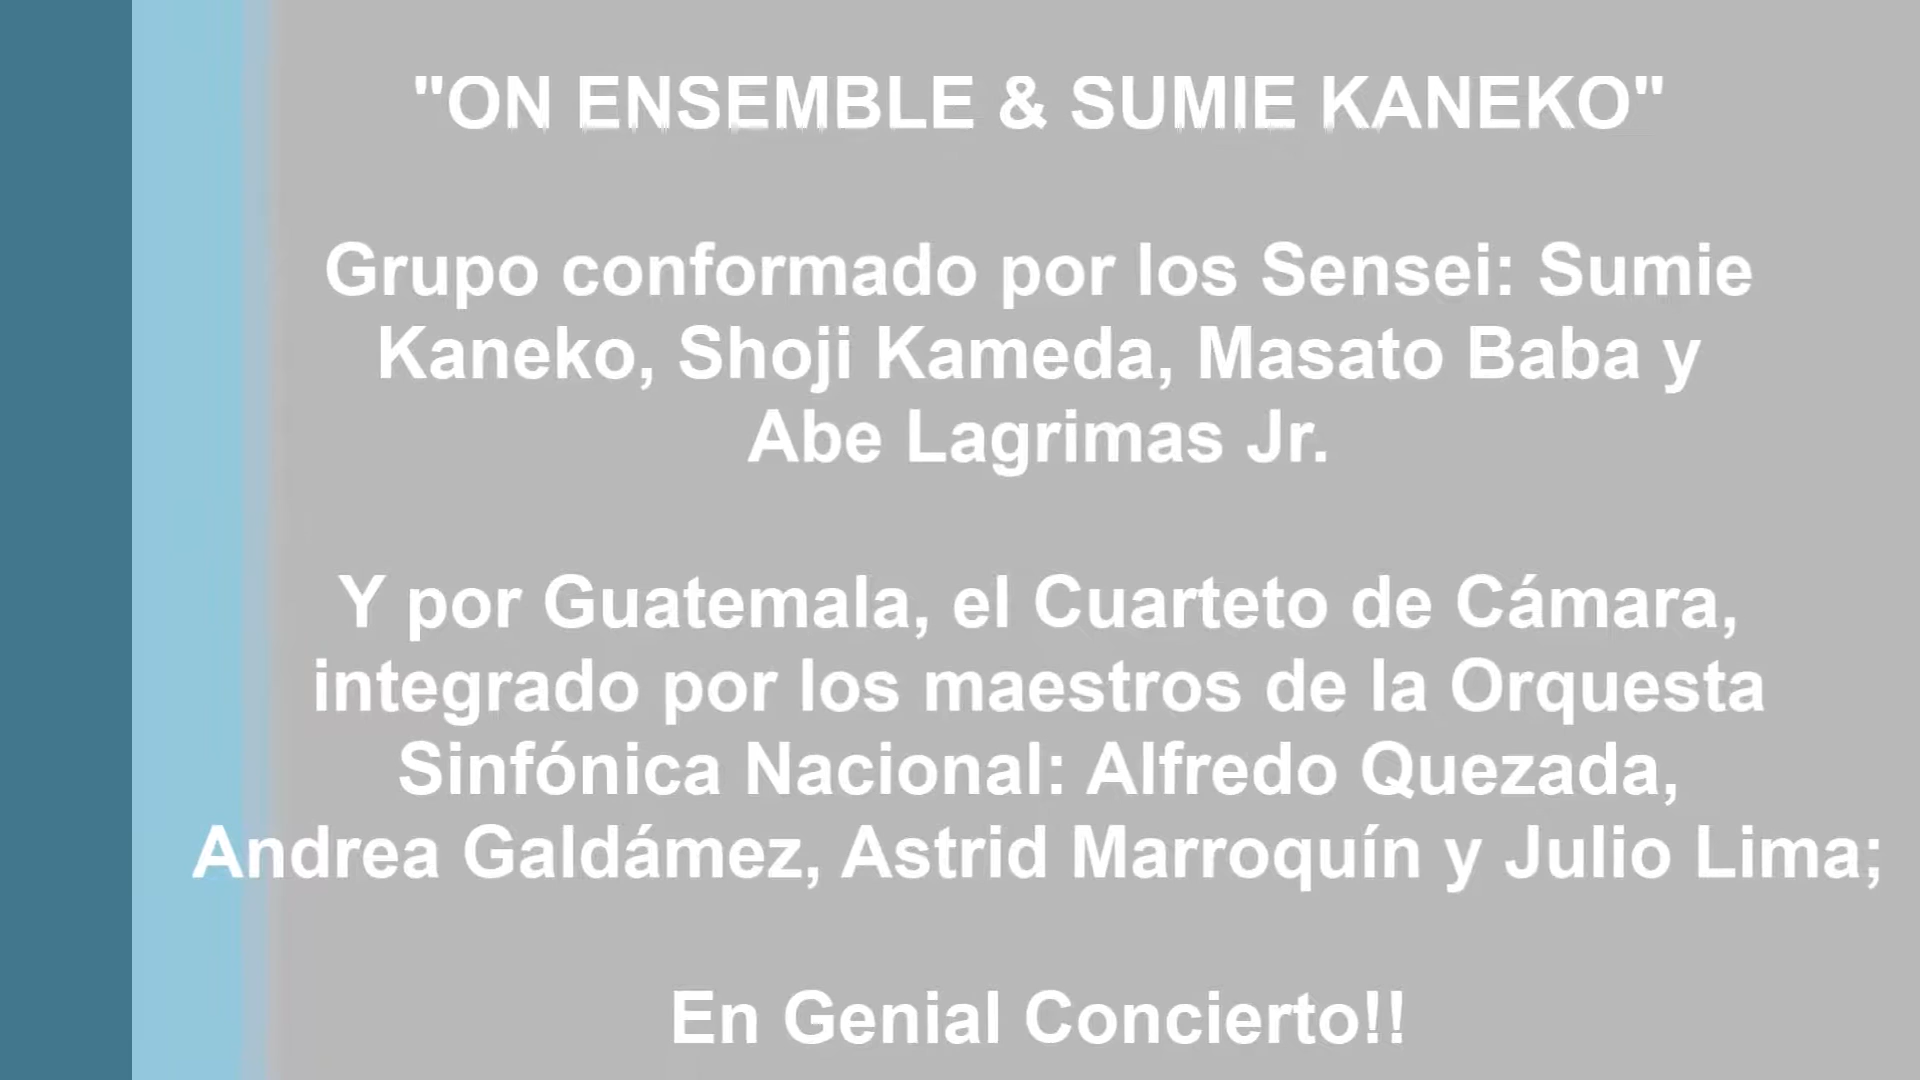 "ON ENSEMBLE & SUMIE KANEKO"
Grupo conformado por los Sensei: Sumie
Kaneko, Shoji Kameda, Masato Baba y
Abe Lagrimas Jr.
Y por Guatemala, el Cuarteto de Cámara,
integrado por los maestros de la Orquesta
Sinfónica Nacional: Alfredo Quezada,
Andrea Galdámez, Astrid Marroquín y Julio Lima;
En Genial Concierto!!